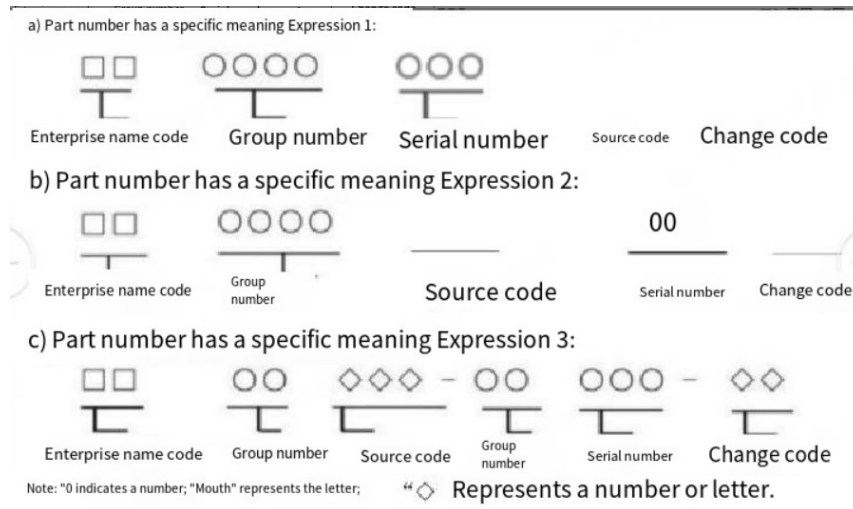 a) Part number has a specific meaning Expression 1:
□□ ○○○○ ○○○
Enterprise name code Group number Serial number Source code Change code
b) Part number has a specific meaning Expression 2:
□□ ○○○○ 00
Enterprise name code Group number Source code Serial number Change code
c) Part number has a specific meaning Expression 3:
□□ ○○ ◇◇◇ - ○○ ○○○ - ◇◇
Enterprise name code Group number Source code Group number Serial number Change code
Note: "0 indicates a number; "Mouth" represents the letter; “◇ Represents a number or letter.